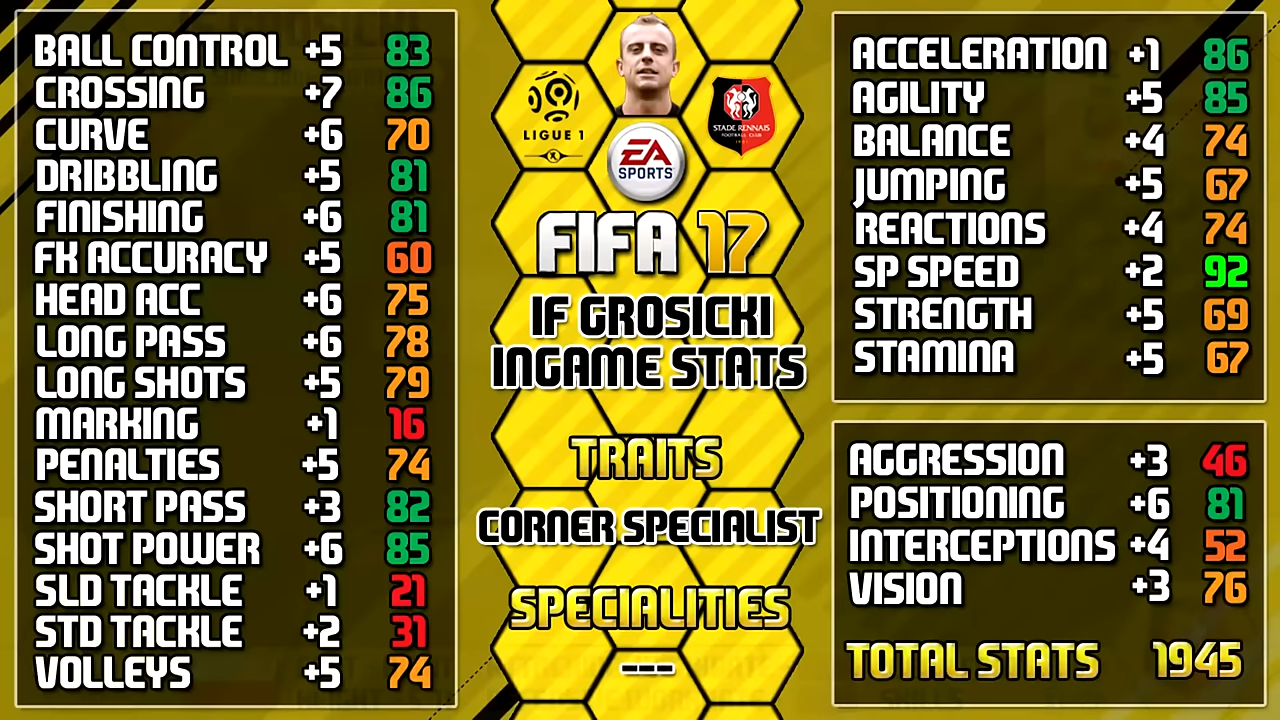 BALL CONTROL +5 83
CROSSING +7 86
CURVE +6 70
DRIBBLING +5 81
FINISHING +6 81
FK ACCURACY +5 60
HEAD ACC +6 75
LONG PASS +6 78
LONG SHOTS +5 79
MARKING +1 16
PENALTIES +5 74
SHORT PASS +3 82
SHOT POWER +6 85
SLD TACKLE +1 21
STD TACKLE +2 31
VOLLEYS +5 74
LIGUE 1
STADE RENNAIS
FOOTBALL CLUB
EA
SPORTS
FIFA 17
IF GROSICKI
INGAME STATS
TRAITS
CORNER SPECIALIST
SPECIALITIES
---
ACCELERATION +1 86
AGILITY +5 85
BALANCE +4 74
JUMPING +5 67
REACTIONS +4 74
SP SPEED +2 92
STRENGTH +5 69
STAMINA +5 67
AGGRESSION +3 46
POSITIONING +6 81
INTERCEPTIONS +4 52
VISION +3 76
TOTAL STATS 1945